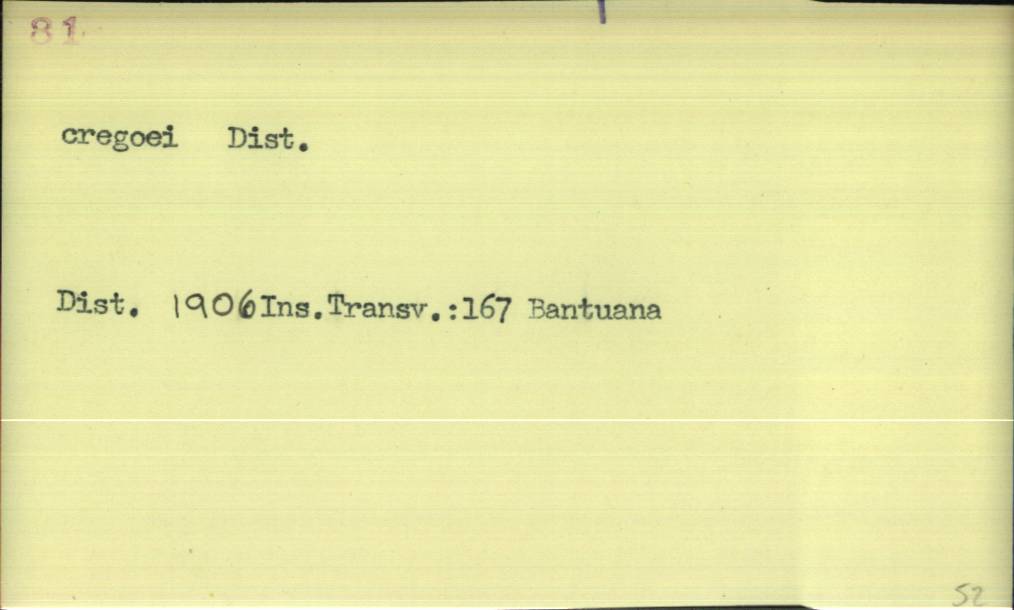 81
cregoei Dist.
Dist. 1906 Ins.Transv.:167 Bantuana
52